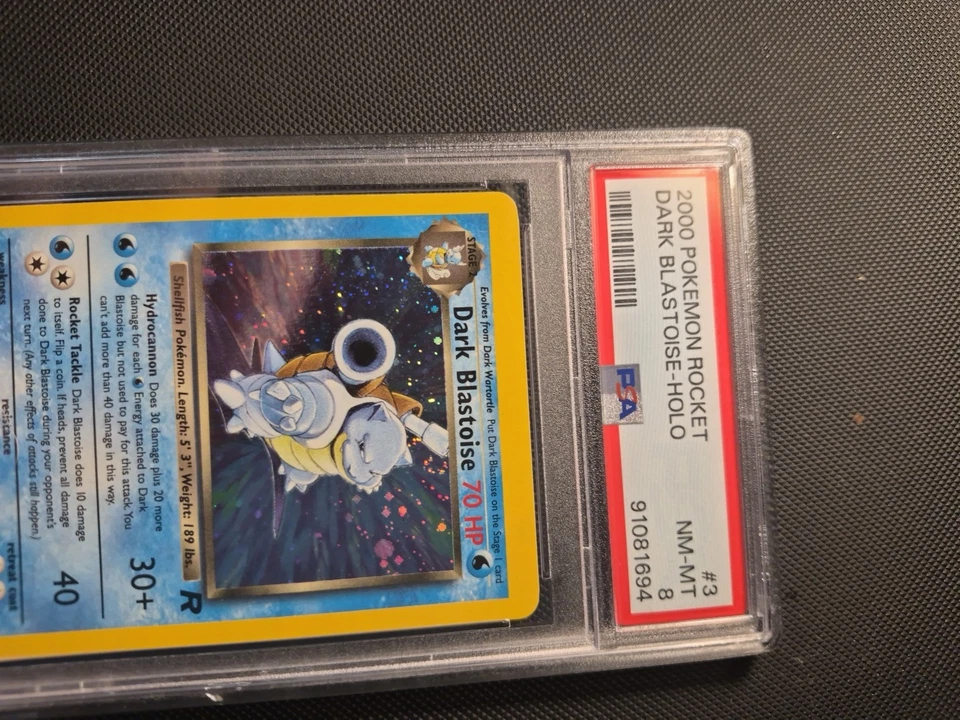 2000 POKEMON ROCKET #3
DARK BLASTOISE-HOLO NM-MT
8
PSA 91081694
STAGE 2
Evolves from Dark Wartortle Put Dark Blastoise on the Stage 1 card
Dark Blastoise 70 HP
Shellfish Pokémon. Length: 5' 3", Weight: 189 lbs.
R
Hydrocannon Does 30 damage plus 20 more
damage for each Energy attached to Dark
Blastoise but not used to pay for this attack. You
can't add more than 40 damage in this way.
30+
Rocket Tackle Dark Blastoise does 10 damage
to itself. Flip a coin. If heads, prevent all damage
done to Dark Blastoise during your opponent's
next turn. (Any other effects of attacks still happen.)
40
weakness resistance retreat cost